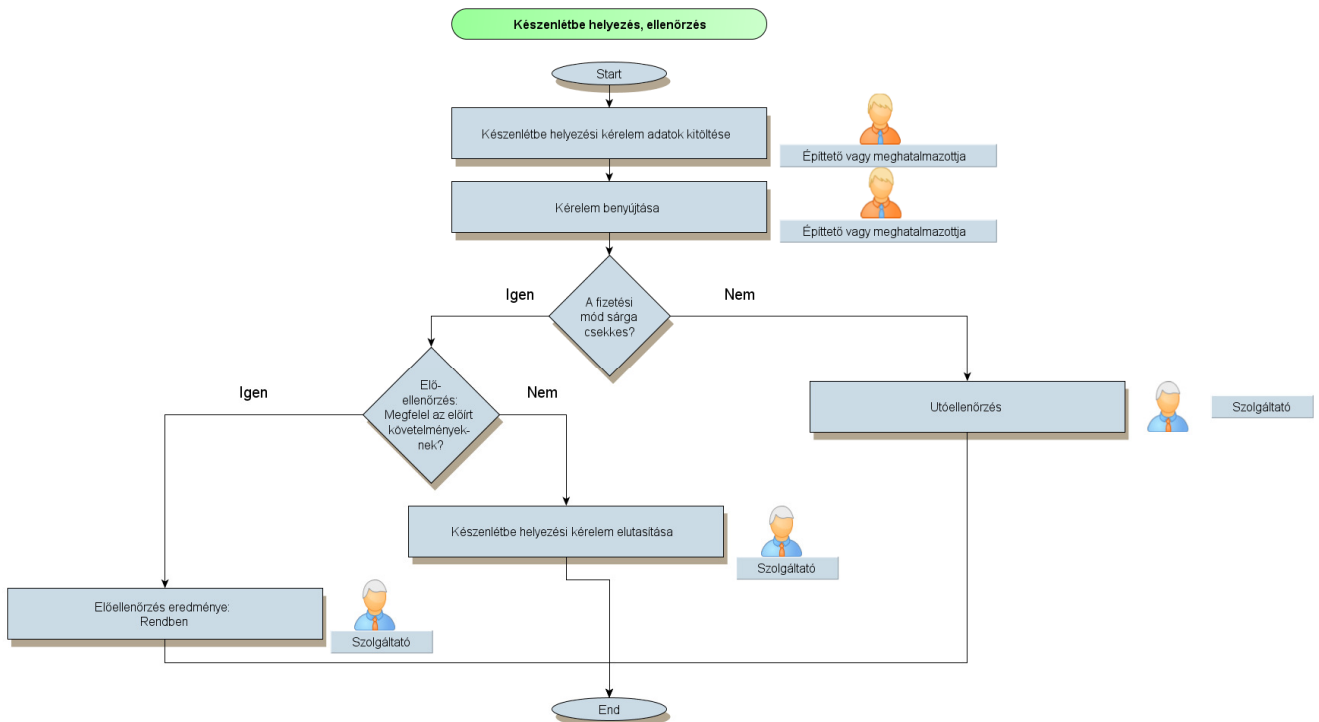 Készenlétbe helyezés, ellenőrzés
Start
Készenlétbe helyezési kérelem adatok kitöltése
Építtető vagy meghatalmazottja
Kérelem benyújtása
Építtető vagy meghatalmazottja
Igen
Nem
A fizetési
mód sárga
csekkes?
Igen
Nem
Elő-
ellenőrzés:
Megfelel az előírt
követelmények-
nek?
Utóellenőrzés
Szolgáltató
Készenlétbe helyezési kérelem elutasítása
Szolgáltató
Előellenőrzés eredménye:
Rendben
Szolgáltató
End